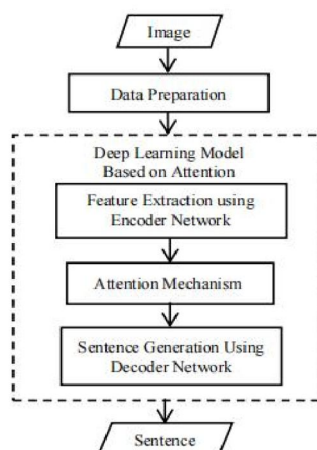 Image
Data Preparation
Deep Learning Model
Based on Attention
Feature Extraction using
Encoder Network
Attention Mechanism
Sentence Generation Using
Decoder Network
Sentence